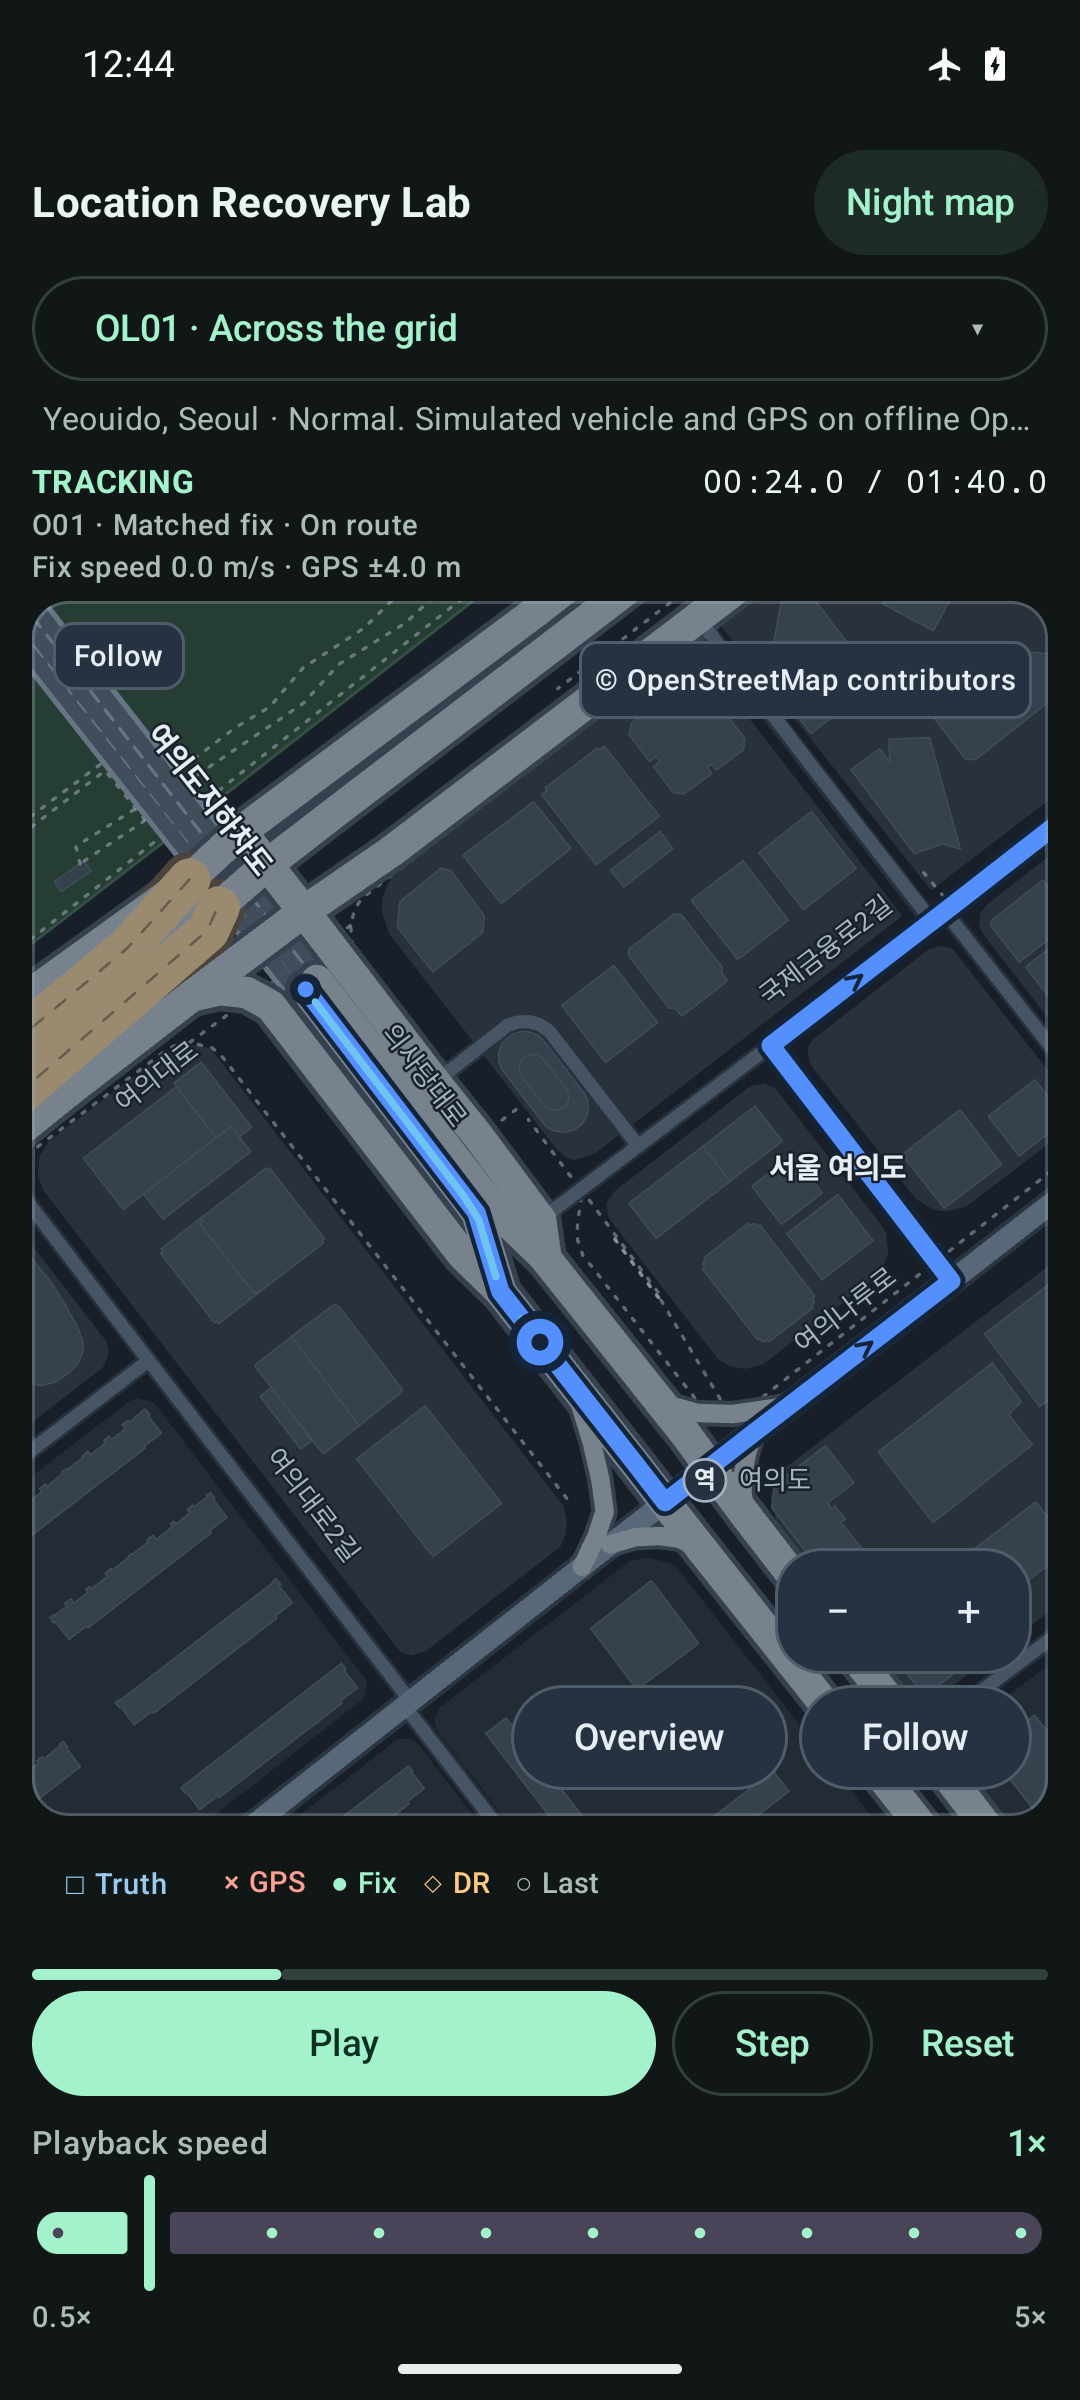 12:44
Location Recovery Lab
Night map
OL01 · Across the grid
Yeouido, Seoul · Normal. Simulated vehicle and GPS on offline Op…
TRACKING
00:24.0 / 01:40.0
O01 · Matched fix · On route
Fix speed 0.0 m/s · GPS ±4.0 m
Follow
© OpenStreetMap contributors
여의도지하차도
국제금융로2길
의사당대로
여의대로
서울 여의도
여의나루로
역 여의도
여의대로2길
− +
Overview
Follow
□ Truth × GPS ● Fix ◇ DR ○ Last
Play
Step
Reset
Playback speed
1×
0.5×
5×